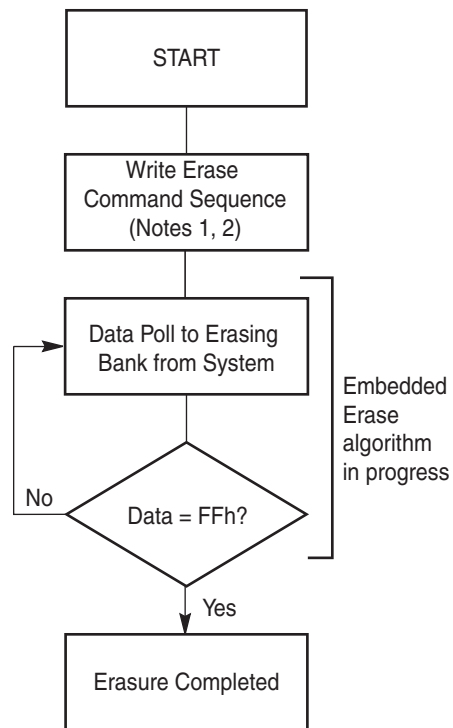 START
Write Erase
Command Sequence
(Notes 1, 2)
Data Poll to Erasing
Bank from System
Embedded
Erase
algorithm
in progress
No
Data = FFh?
Yes
Erasure Completed